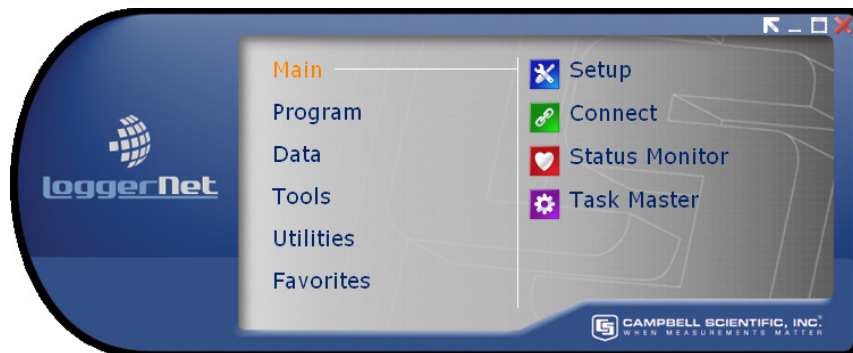 Main
Program
Data
Tools
Utilities
Favorites
Setup
Connect
Status Monitor
Task Master
LoggerNet
CAMPBELL SCIENTIFIC, INC.®
WHEN MEASUREMENTS MATTER